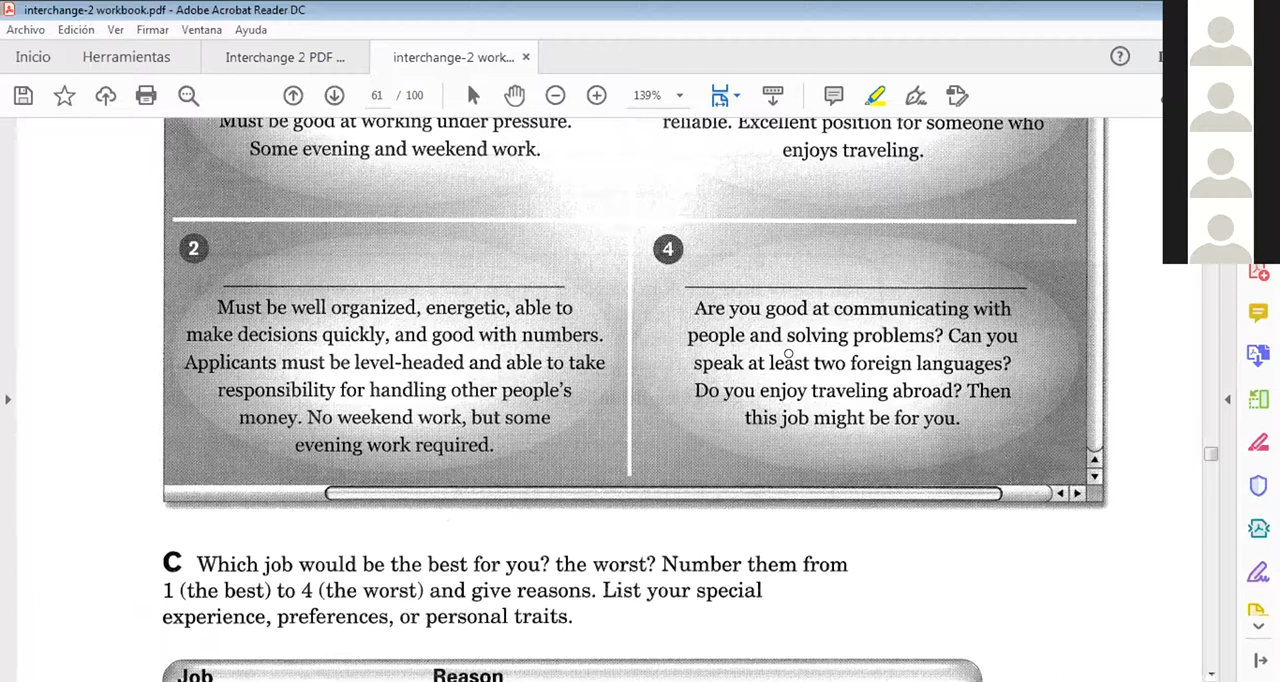 interchange-2 workbook.pdf - Adobe Acrobat Reader DC
Archivo Edición Ver Firmar Ventana Ayuda
Inicio Herramientas Interchange 2 PDF ... interchange-2 work... ×
61 / 100 139%
Must be good at working under pressure.
Some evening and weekend work.
reliable. Excellent position for someone who
enjoys traveling.
2
Must be well organized, energetic, able to
make decisions quickly, and good with numbers.
Applicants must be level-headed and able to take
responsibility for handling other people's
money. No weekend work, but some
evening work required.
4
Are you good at communicating with
people and solving problems? Can you
speak at least two foreign languages?
Do you enjoy traveling abroad? Then
this job might be for you.
C Which job would be the best for you? the worst? Number them from
1 (the best) to 4 (the worst) and give reasons. List your special
experience, preferences, or personal traits.
Job Reason